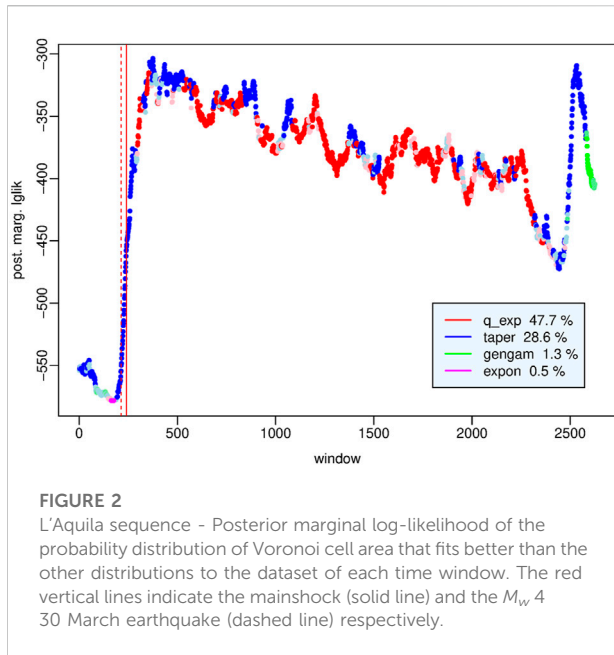 −300
−350
−400
−450
−500
−550
post. marg. lglik
q_exp 47.7 %
taper 28.6 %
gengam 1.3 %
expon 0.5 %
0 500 1000 1500 2000 2500
window
FIGURE 2
L'Aquila sequence - Posterior marginal log-likelihood of the
probability distribution of Voronoi cell area that fits better than the
other distributions to the dataset of each time window. The red
vertical lines indicate the mainshock (solid line) and the Mw 4
30 March earthquake (dashed line) respectively.